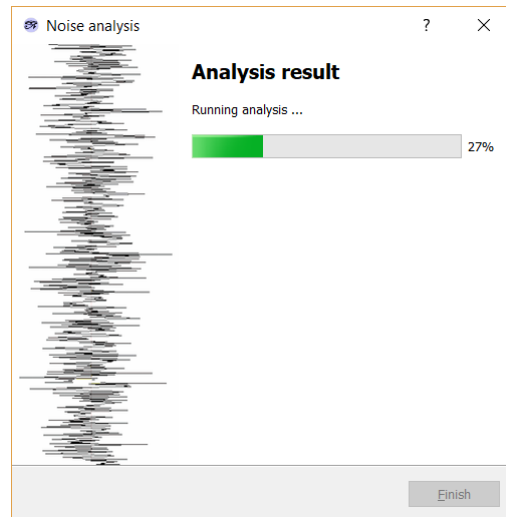 Noise analysis
?
Analysis result
Running analysis ...
27%
Finish